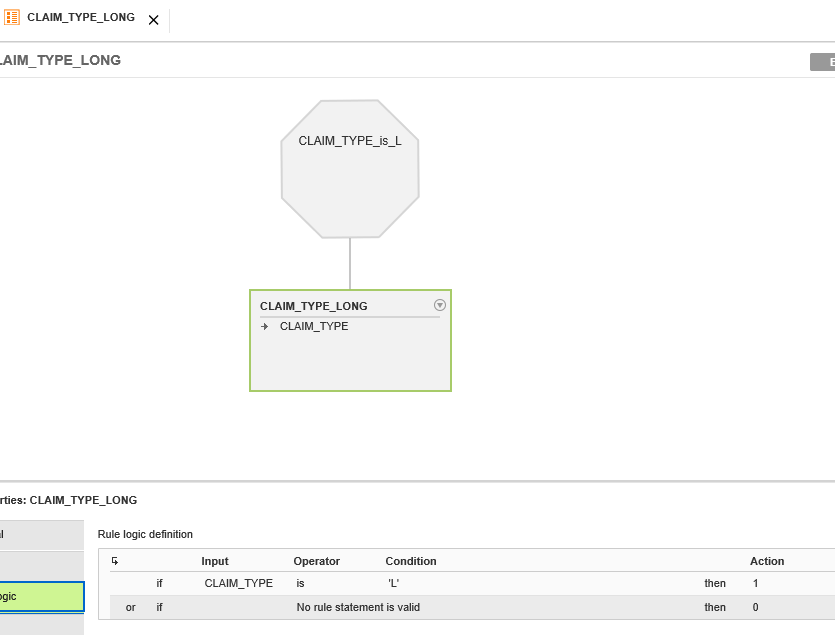 CLAIM_TYPE_LONG
LAIM_TYPE_LONG
CLAIM_TYPE_is_L
CLAIM_TYPE_LONG
CLAIM_TYPE
rties: CLAIM_TYPE_LONG
Rule logic definition
ogic
Input Operator Condition Action
if CLAIM_TYPE is 'L' then 1
or if No rule statement is valid then 0